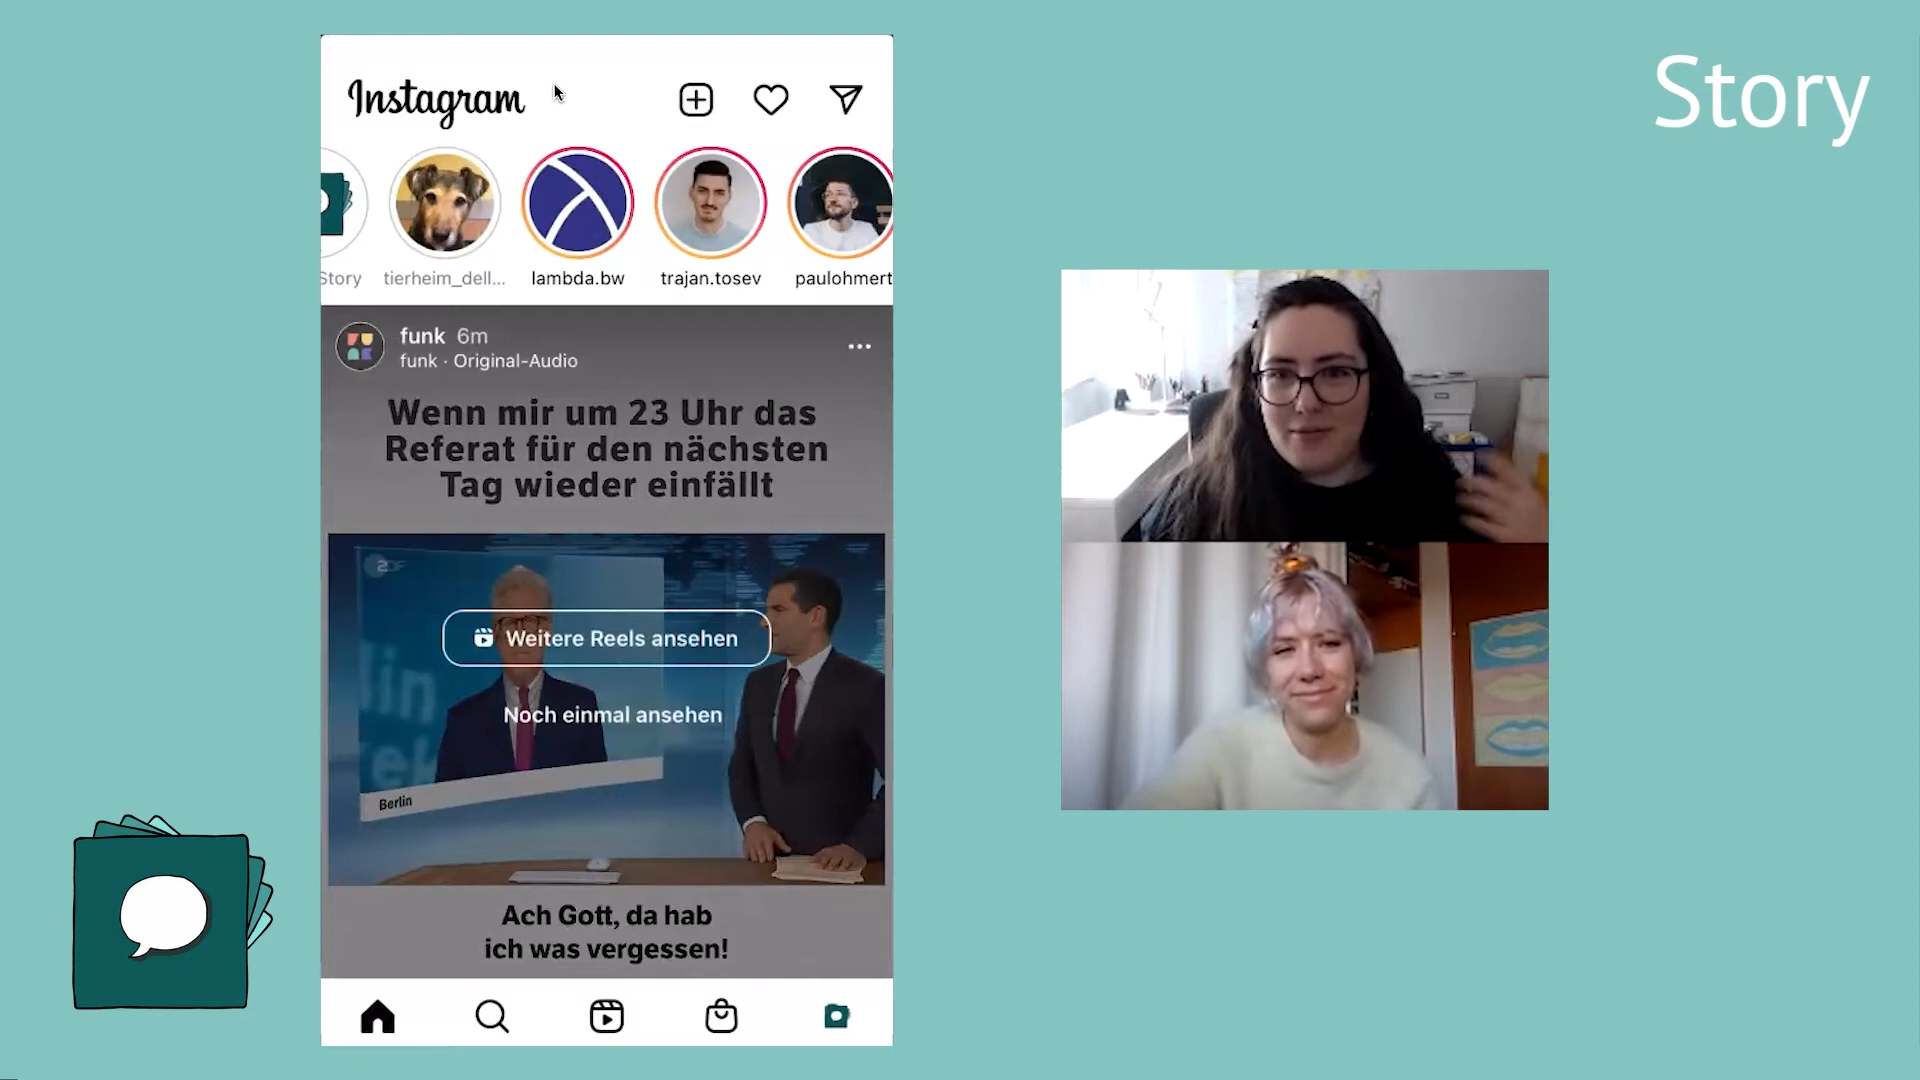 Story
Instagram
Story
tierheim_dell...
lambda.bw
trajan.tosev
paulohmert
funk 6m
funk · Original-Audio
Wenn mir um 23 Uhr das
Referat für den nächsten
Tag wieder einfällt
ZDF
Weitere Reels ansehen
Noch einmal ansehen
Berlin
Ach Gott, da hab
ich was vergessen!